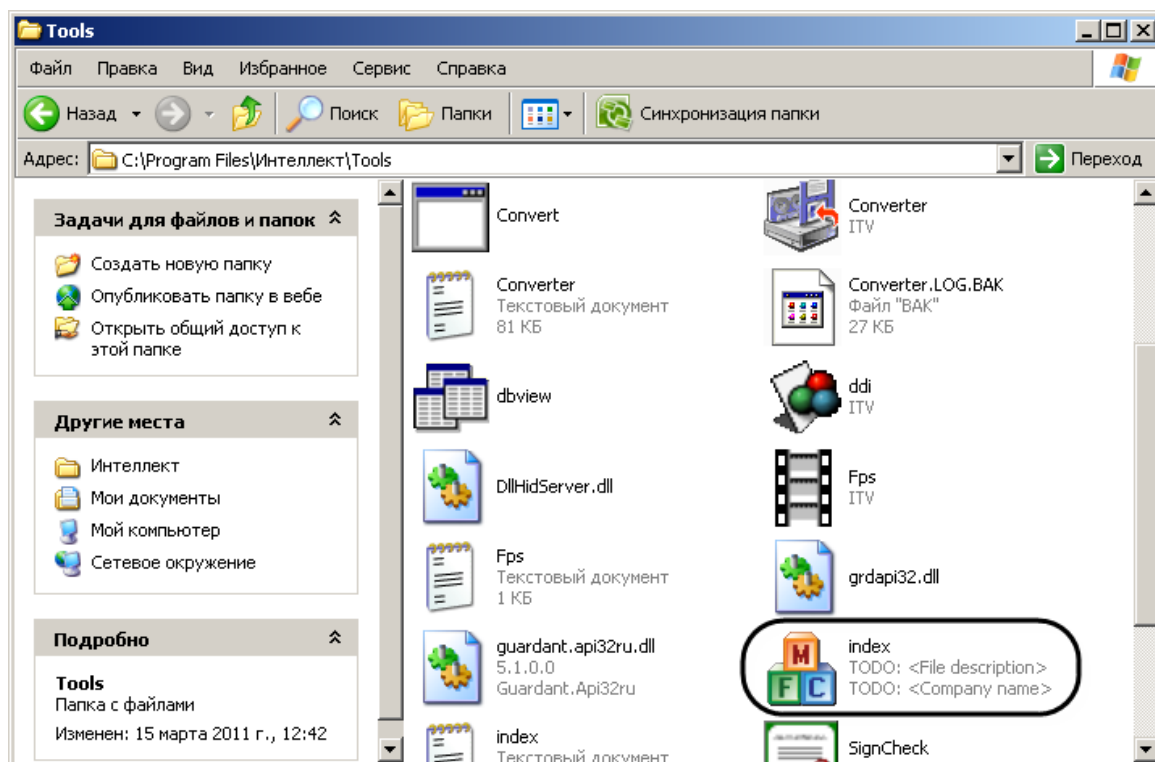 Tools
Файл Правка Вид Избранное Сервис Справка
Назад Поиск Папки Синхронизация папки
Адрес: C:\Program Files\Интеллект\Tools Переход
Задачи для файлов и папок
Создать новую папку
Опубликовать папку в вебе
Открыть общий доступ к
этой папке
Другие места
Интеллект
Мои документы
Мой компьютер
Сетевое окружение
Подробно
Tools
Папка с файлами
Изменен: 15 марта 2011 г., 12:42
Convert
Converter
ITV
Converter
Текстовый документ
81 КБ
Converter.LOG.BAK
Файл "BAK"
27 КБ
dbview
ddi
ITV
DllHidServer.dll
Fps
ITV
Fps
Текстовый документ
1 КБ
grdapi32.dll
guardant.api32ru.dll
5.1.0.0
Guardant.Api32ru
M
F C
index
TODO: <File description>
TODO: <Company name>
index
Текстовый документ
SignCheck